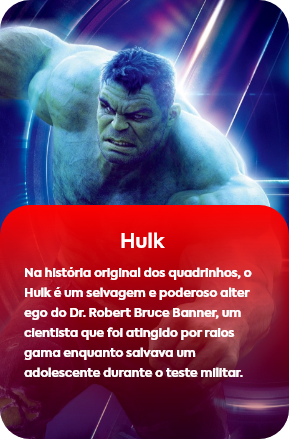 Hulk
Na história original dos quadrinhos, o
Hulk é um selvagem e poderoso alter
ego do Dr. Robert Bruce Banner, um
cientista que foi atingido por raios
gama enquanto salvava um
adolescente durante o teste militar.